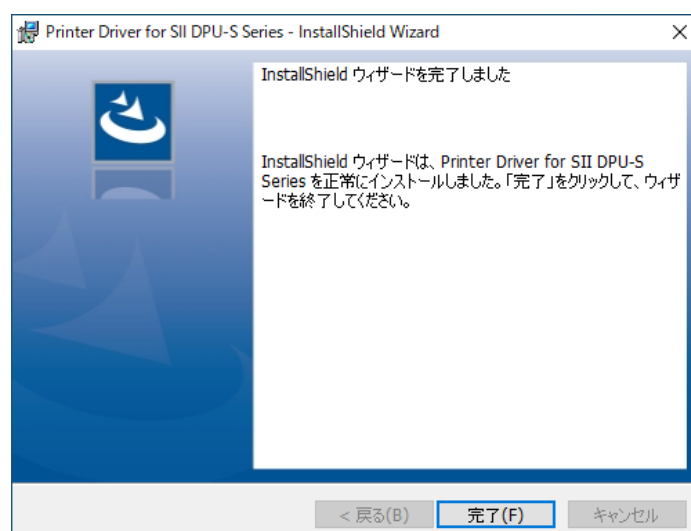 Printer Driver for SII DPU-S Series - InstallShield Wizard
InstallShield ウィザードを完了しました
InstallShield ウィザードは、Printer Driver for SII DPU-S
Series を正常にインストールしました。「完了」をクリックして、ウィザ
ードを終了してください。
< 戻る(B) 完了(F) キャンセル